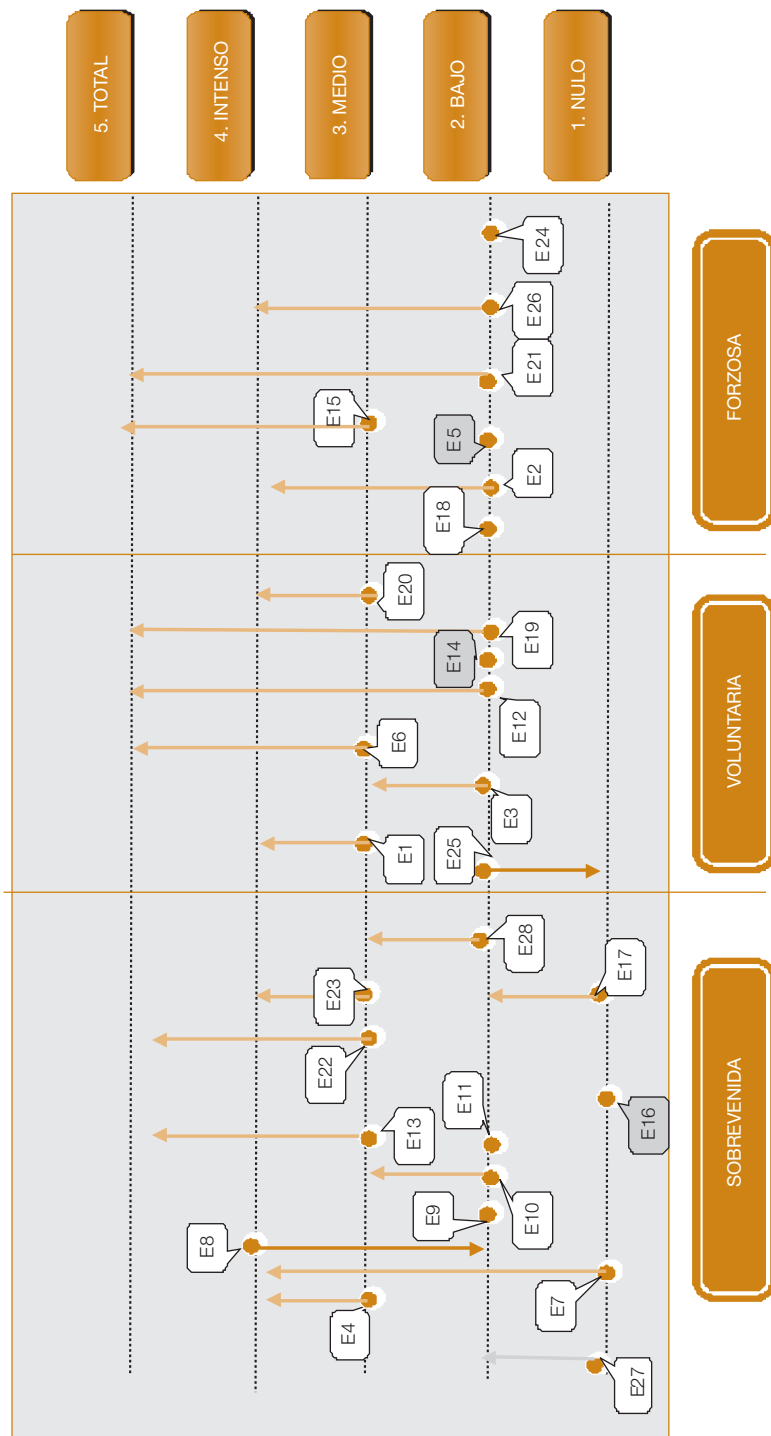 5. TOTAL
4. INTENSO
3. MEDIO
2. BAJO
1. NULO
E27
E4
E7
E8
E9
E10
E13
E11
E16
E22
E23
E17
E28
E25
E1
E3
E6
E12
E14
E19
E20
E18
E2
E5
E15
E21
E26
E24
SOBREVENIDA
VOLUNTARIA
FORZOSA